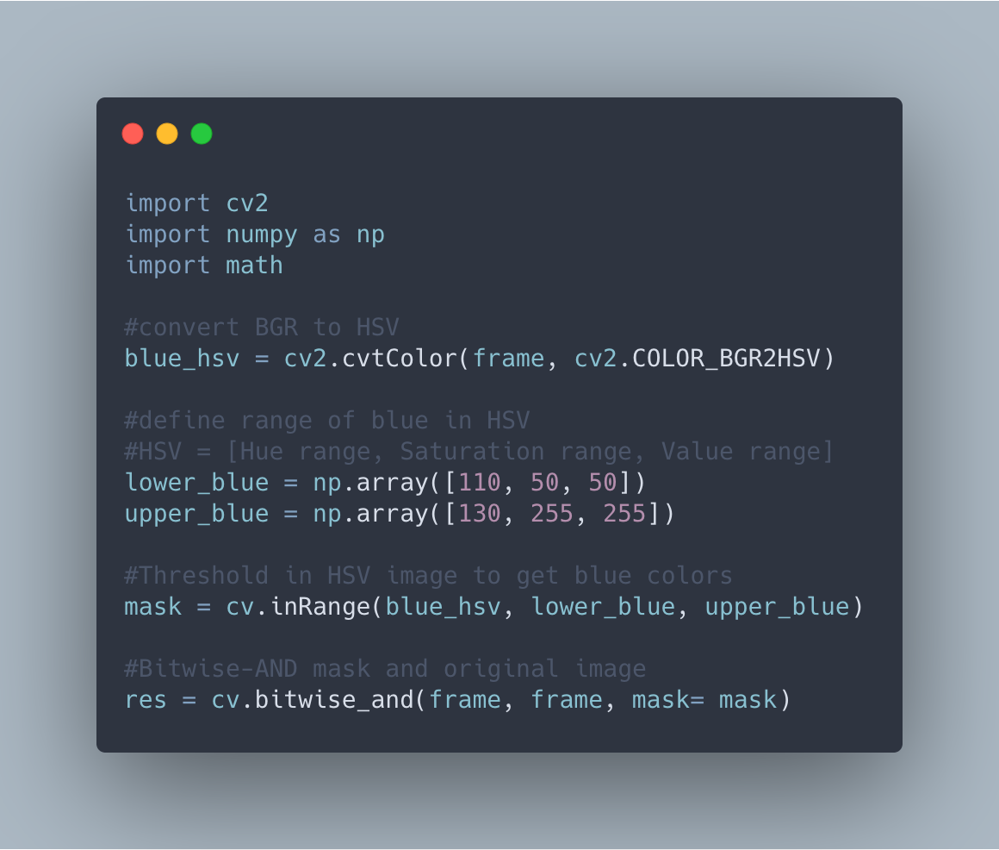 import cv2
import numpy as np
import math
#convert BGR to HSV
blue_hsv = cv2.cvtColor(frame, cv2.COLOR_BGR2HSV)
#define range of blue in HSV
#HSV = [Hue range, Saturation range, Value range]
lower_blue = np.array([110, 50, 50])
upper_blue = np.array([130, 255, 255])
#Threshold in HSV image to get blue colors
mask = cv.inRange(blue_hsv, lower_blue, upper_blue)
#Bitwise-AND mask and original image
res = cv.bitwise_and(frame, frame, mask= mask)